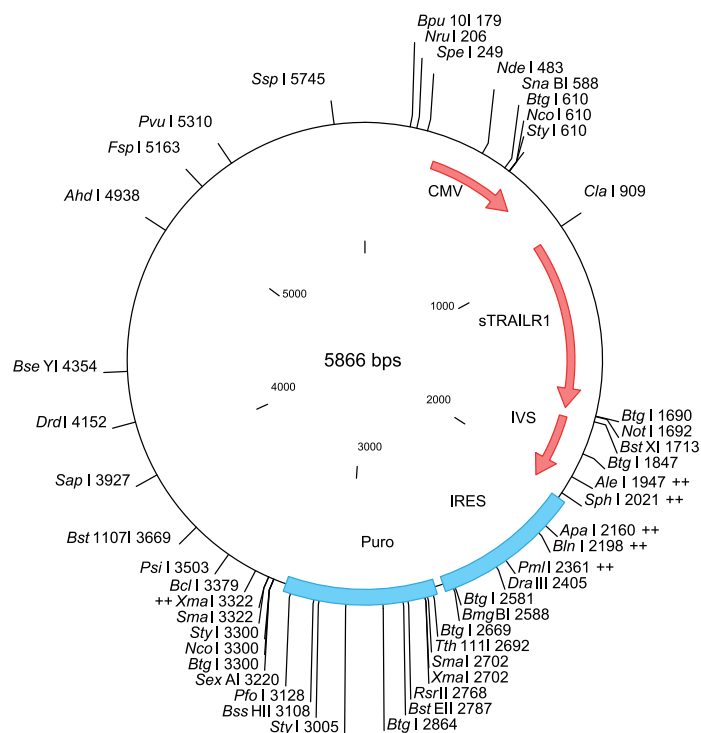 Bpu 10I 179
Nru I 206
Spe I 249
Nde I 483
Sna BI 588
Btg I 610
Nco I 610
Sty I 610
Cla I 909
Ssp I 5745
Pvu I 5310
Fsp I 5163
Ahd I 4938
Bse YI 4354
Drd I 4152
Sap I 3927
Bst 1107I 3669
Psi I 3503
Bcl I 3379
++ Xma I 3322
Sma I 3322
Sty I 3300
Nco I 3300
Btg I 3300
Sex AI 3220
Pfo I 3128
Bss HII 3108
Sty I 3005
CMV
sTRAILR1
IVS
IRES
Puro
5866 bps
1000
2000
3000
4000
5000
Btg I 1690
Not I 1692
Bst XI 1713
Btg I 1847
Ale I 1947 ++
Sph I 2021 ++
Apa I 2160 ++
Bln I 2198 ++
Pml I 2361 ++
Dra III 2405
Btg I 2581
Bmg BI 2588
Btg I 2669
Tth 111I 2692
Sma I 2702
Xma I 2702
Rsr II 2768
Bst EII 2787
Btg I 2864